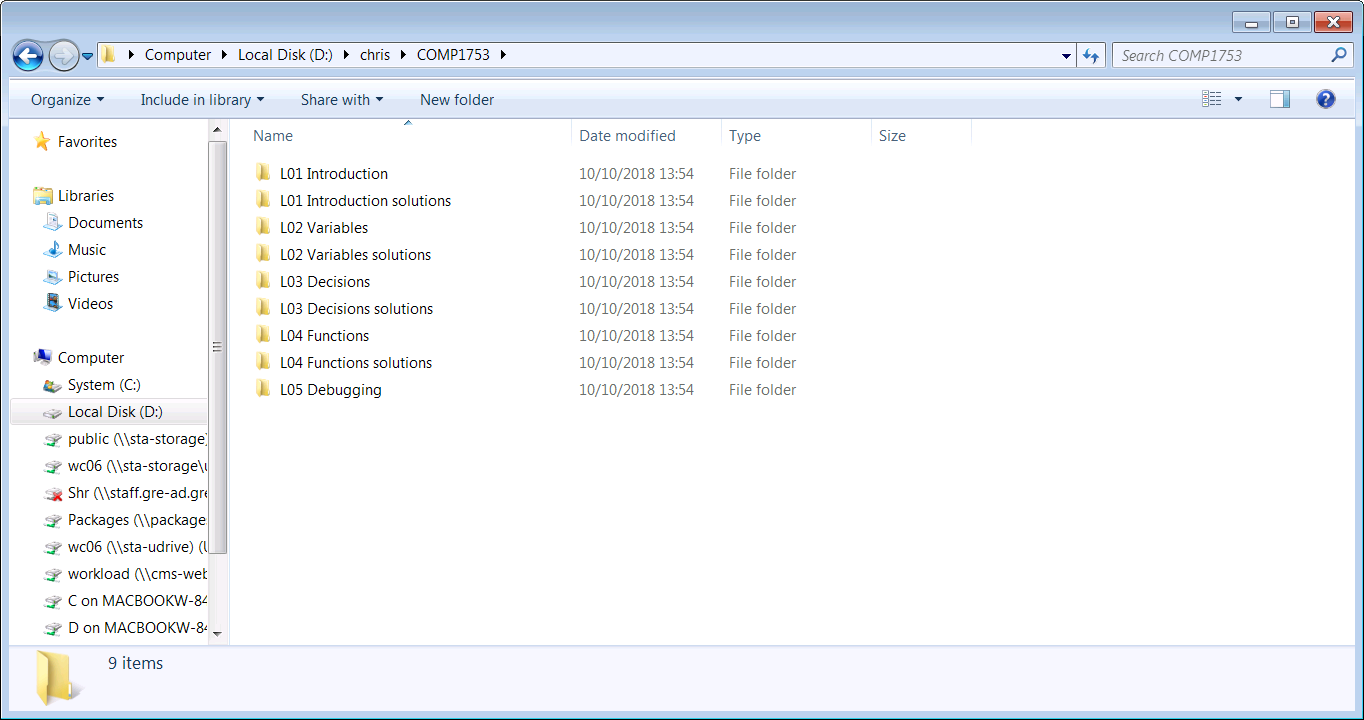 Computer Local Disk (D:) chris COMP1753 Search COMP1753
Organize Include in library Share with New folder
Favorites
Libraries
Documents
Music
Pictures
Videos
Computer
System (C:)
Local Disk (D:)
public (\\sta-storage)
wc06 (\\sta-storage\u
Shr (\\staff.gre-ad.gre
Packages (\\package
wc06 (\\sta-udrive) (U
workload (\\cms-web
C on MACBOOKW-84
D on MACBOOKW-84
Name Date modified Type Size
L01 Introduction 10/10/2018 13:54 File folder
L01 Introduction solutions 10/10/2018 13:54 File folder
L02 Variables 10/10/2018 13:54 File folder
L02 Variables solutions 10/10/2018 13:54 File folder
L03 Decisions 10/10/2018 13:54 File folder
L03 Decisions solutions 10/10/2018 13:54 File folder
L04 Functions 10/10/2018 13:54 File folder
L04 Functions solutions 10/10/2018 13:54 File folder
L05 Debugging 10/10/2018 13:54 File folder
9 items